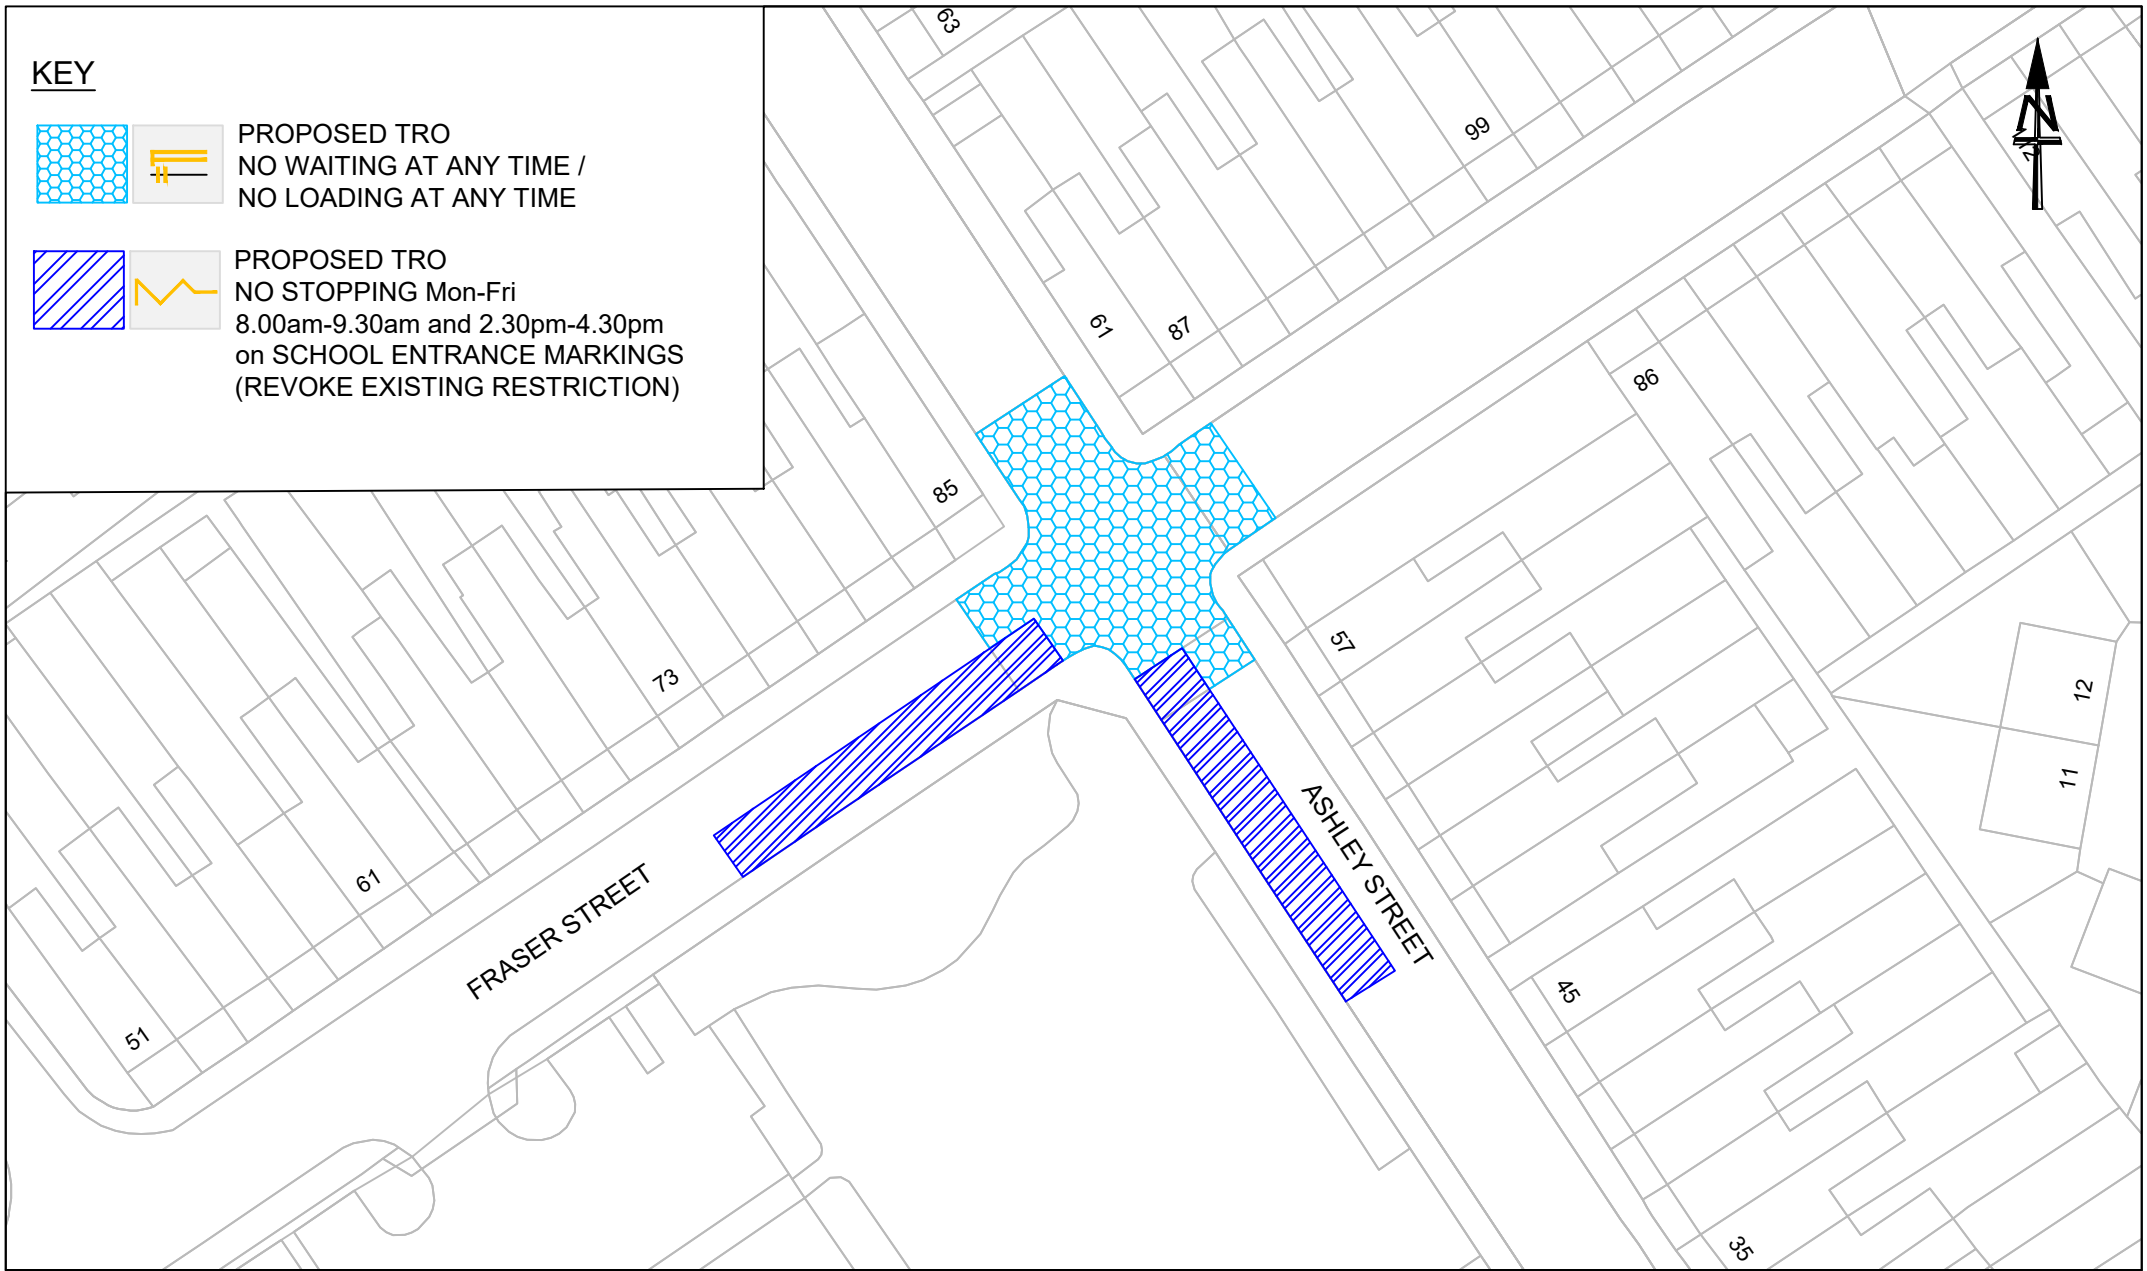 KEY
PROPOSED TRO
NO WAITING AT ANY TIME /
NO LOADING AT ANY TIME
PROPOSED TRO
NO STOPPING Mon-Fri
8.00am-9.30am and 2.30pm-4.30pm
on SCHOOL ENTRANCE MARKINGS
(REVOKE EXISTING RESTRICTION)
63
99
N
61
87
86
85
57
73
12
11
61
ASHLEY STREET
FRASER STREET
45
51
35